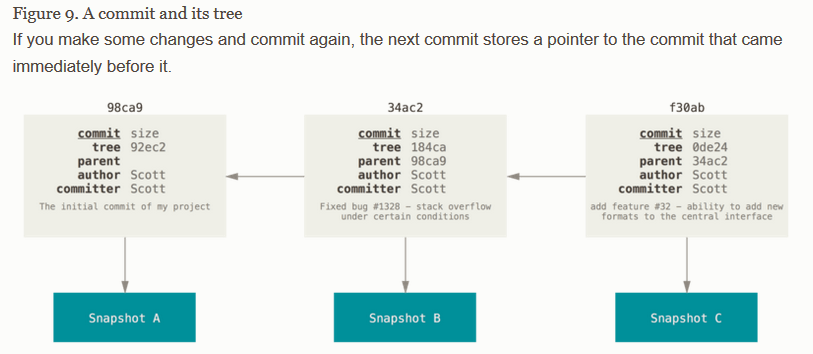 Figure 9. A commit and its tree
If you make some changes and commit again, the next commit stores a pointer to the commit that came
immediately before it.
98ca9
commit size
tree 92ec2
parent
author Scott
committer Scott
The initial commit of my project
Snapshot A
34ac2
commit size
tree 184ca
parent 98ca9
author Scott
committer Scott
Fixed bug #1328 – stack overflow
under certain conditions
Snapshot B
f30ab
commit size
tree 0de24
parent 34ac2
author Scott
committer Scott
add feature #32 – ability to add new
formats to the central interface
Snapshot C